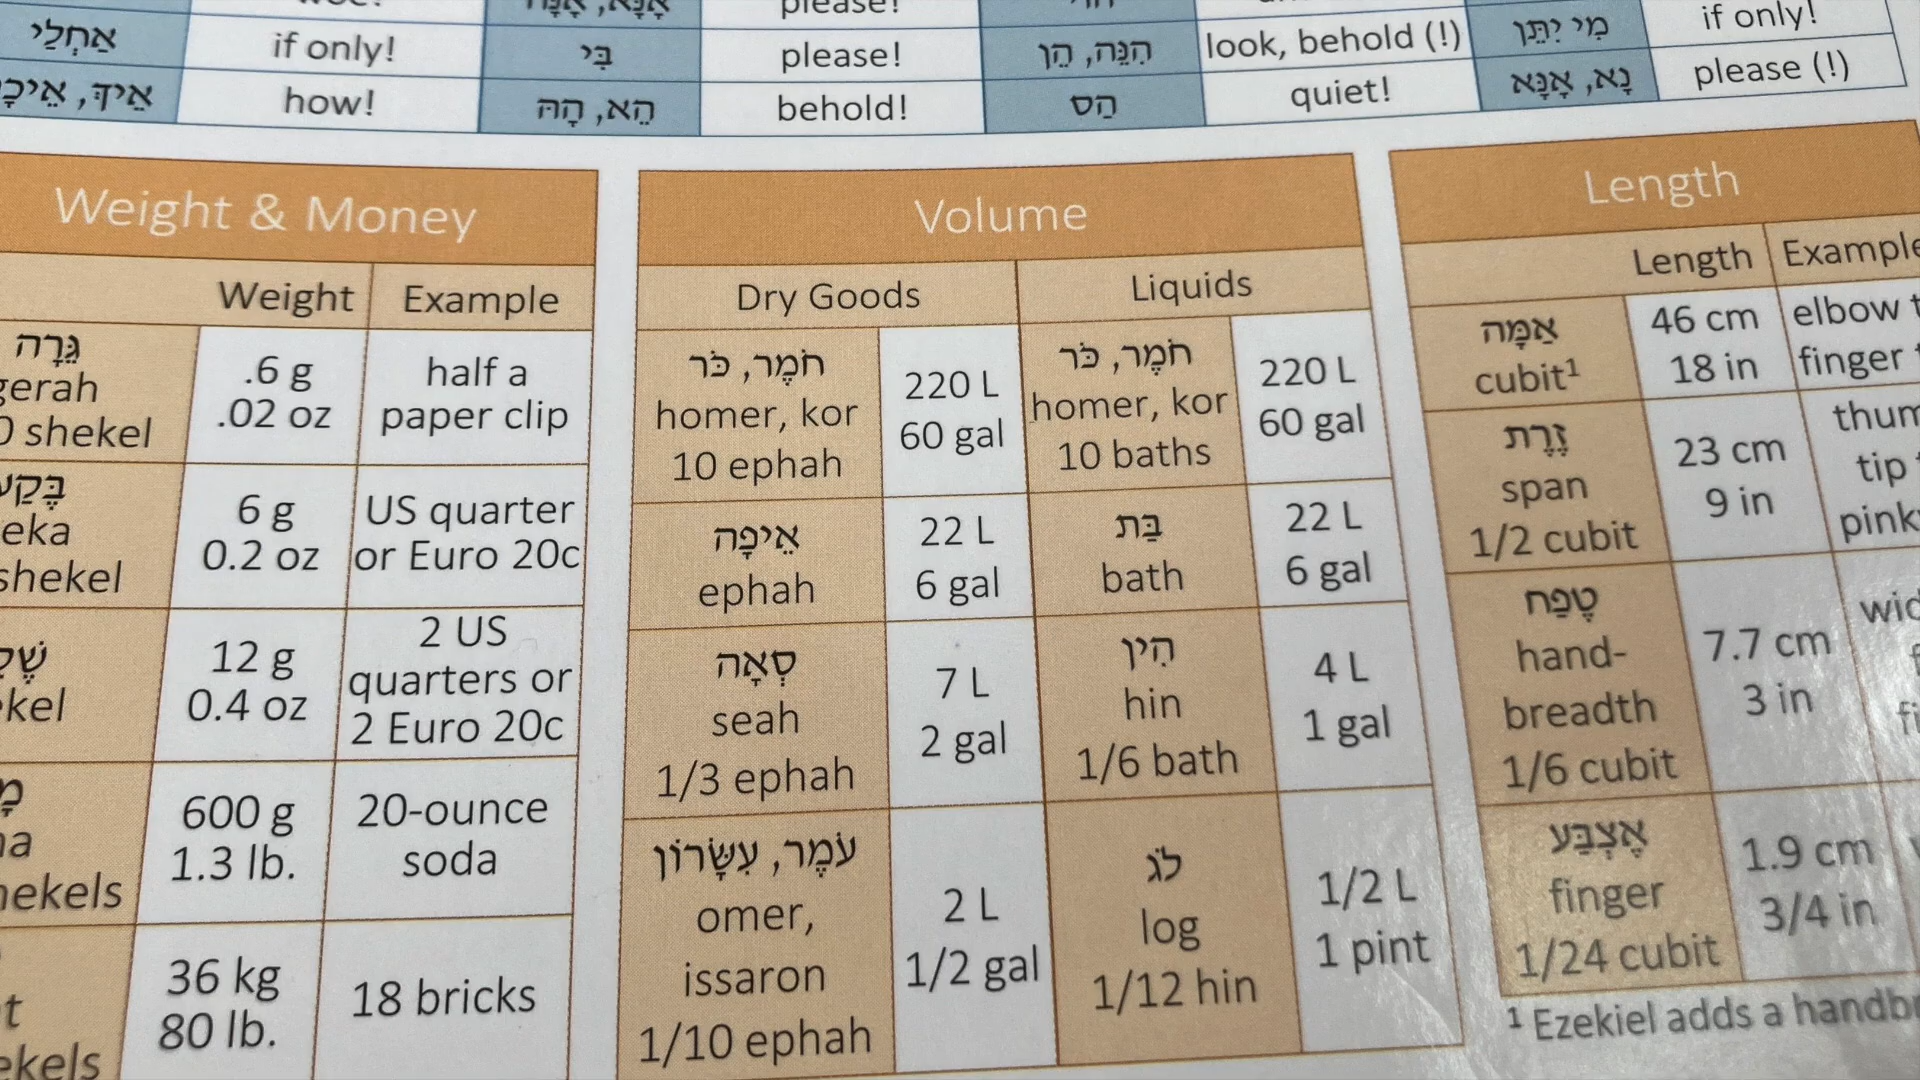 please!
אַחְלַי if only! בִּי please! הִנֵּה, הֵן look, behold (!) מִי יִתֵּן if only!
how! הֵא, הָהּ behold! הַס quiet! נָא, אָנָּא please (!)
Weight & Money
Weight Example
גֵּרָה
gerah
shekel
.6 g
.02 oz
half a
paper clip
shekel
6 g
0.2 oz
US quarter
or Euro 20c
12 g
0.4 oz
2 US
quarters or
2 Euro 20c
600 g
1.3 lb.
20-ounce
soda
36 kg
80 lb.
18 bricks
Volume
Dry Goods Liquids
חֹמֶר, כֹּר
homer, kor
10 ephah
220 L
60 gal
חֹמֶר, כֹּר
homer, kor
10 baths
220 L
60 gal
אֵיפָה
ephah
22 L
6 gal
בַּת
bath
22 L
6 gal
סְאָה
seah
1/3 ephah
7 L
2 gal
הִין
hin
1/6 bath
4 L
1 gal
עֹמֶר, עִשָּׂרוֹן
omer,
issaron
1/10 ephah
2 L
1/2 gal
לֹג
log
1/12 hin
1/2 L
1 pint
Length
Length Example
אַמָּה
cubit¹
46 cm
18 in
elbow
finger
זֶרֶת
span
1/2 cubit
23 cm
9 in
tip
טֶפַח
hand-
breadth
1/6 cubit
7.7 cm
3 in
אֶצְבַּע
finger
1/24 cubit
1.9 cm
3/4 in
¹ Ezekiel adds a